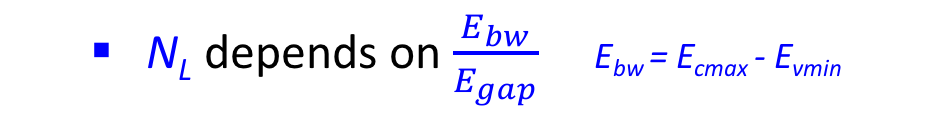 ▪ N_L depends on E_bw/E_gap E_bw = E_cmax - E_vmin